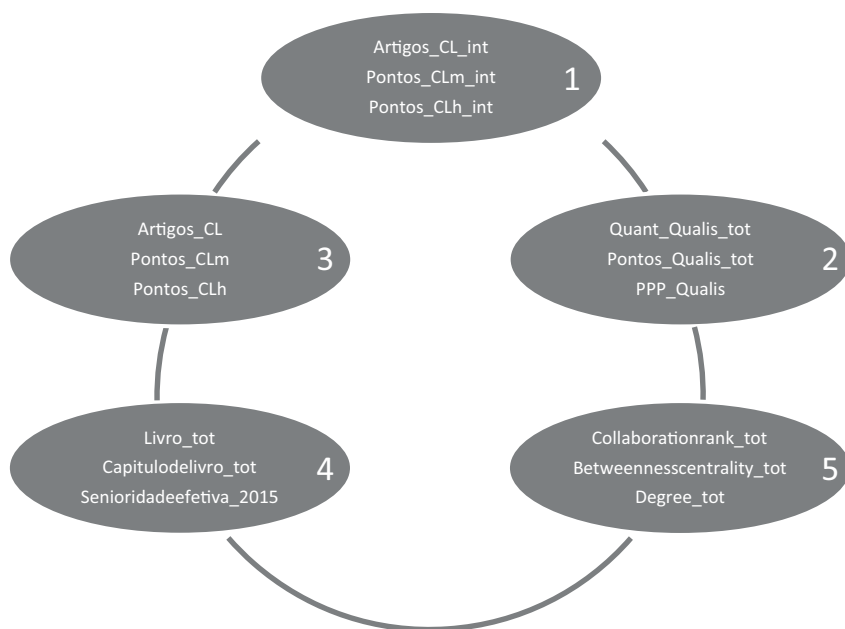 Artigos_CL_int
Pontos_CLm_int
Pontos_CLh_int
1
Artigos_CL
Pontos_CLm
Pontos_CLh
3
Quant_Qualis_tot
Pontos_Qualis_tot
PPP_Qualis
2
Livro_tot
Capitulodelivro_tot
Senioridadeefetiva_2015
4
Collaborationrank_tot
Betweennesscentrality_tot
Degree_tot
5